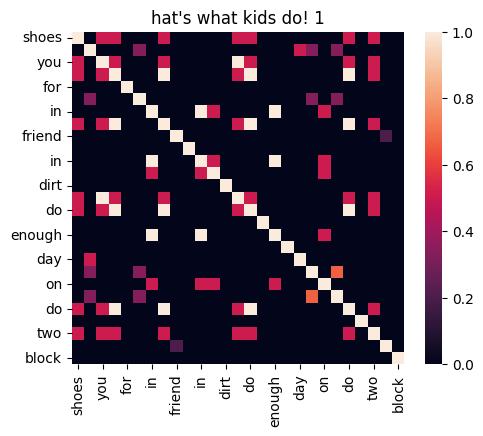 hat's what kids do! 1
shoes
you
for
in
friend
in
dirt
do
enough
day
on
do
two
block
1.0
0.8
0.6
0.4
0.2
0.0
shoes
you
for
in
friend
in
dirt
do
enough
day
on
do
two
block